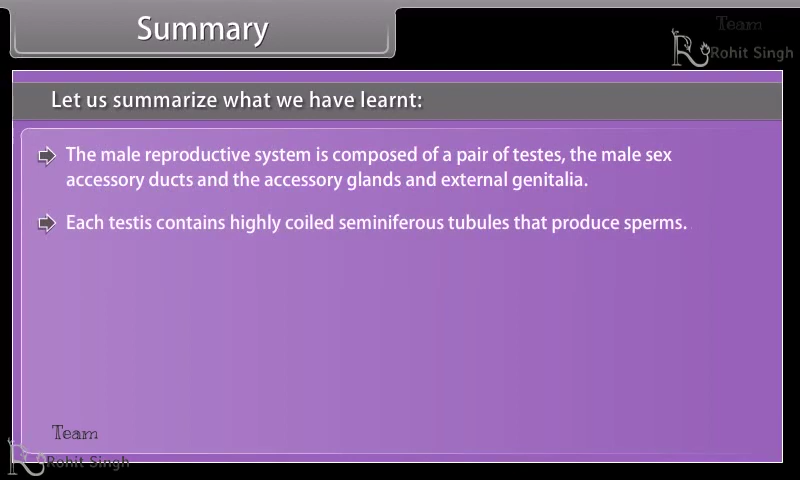 Summary
Team
Rohit Singh
Let us summarize what we have learnt:
The male reproductive system is composed of a pair of testes, the male sex
accessory ducts and the accessory glands and external genitalia.
Each testis contains highly coiled seminiferous tubules that produce sperms.
Team
Rohit Singh